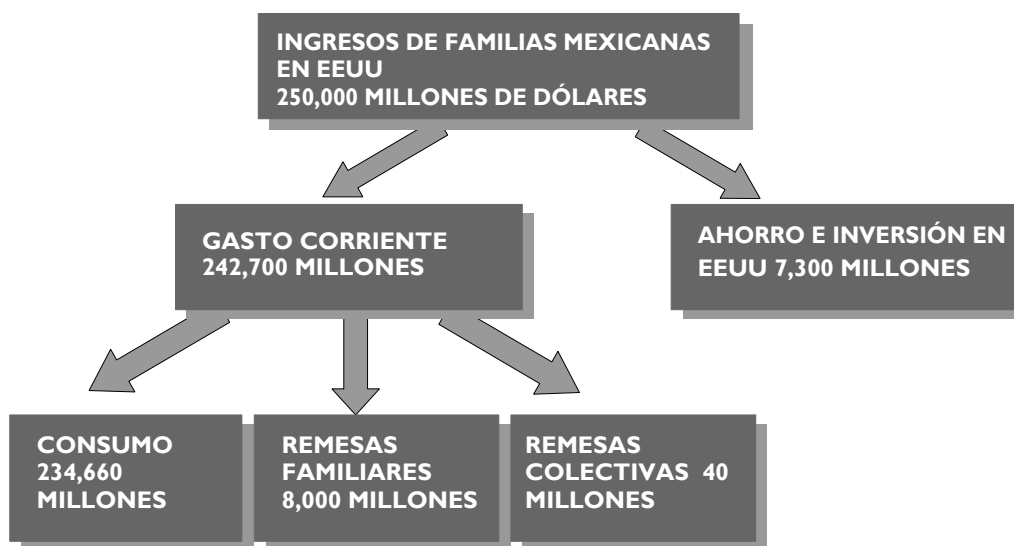 INGRESOS DE FAMILIAS MEXICANAS
EN EEUU
250,000 MILLONES DE DÓLARES
GASTO CORRIENTE
242,700 MILLONES
AHORRO E INVERSIÓN EN
EEUU 7,300 MILLONES
CONSUMO
234,660
MILLONES
REMESAS
FAMILIARES
8,000 MILLONES
REMESAS
COLECTIVAS 40
MILLONES